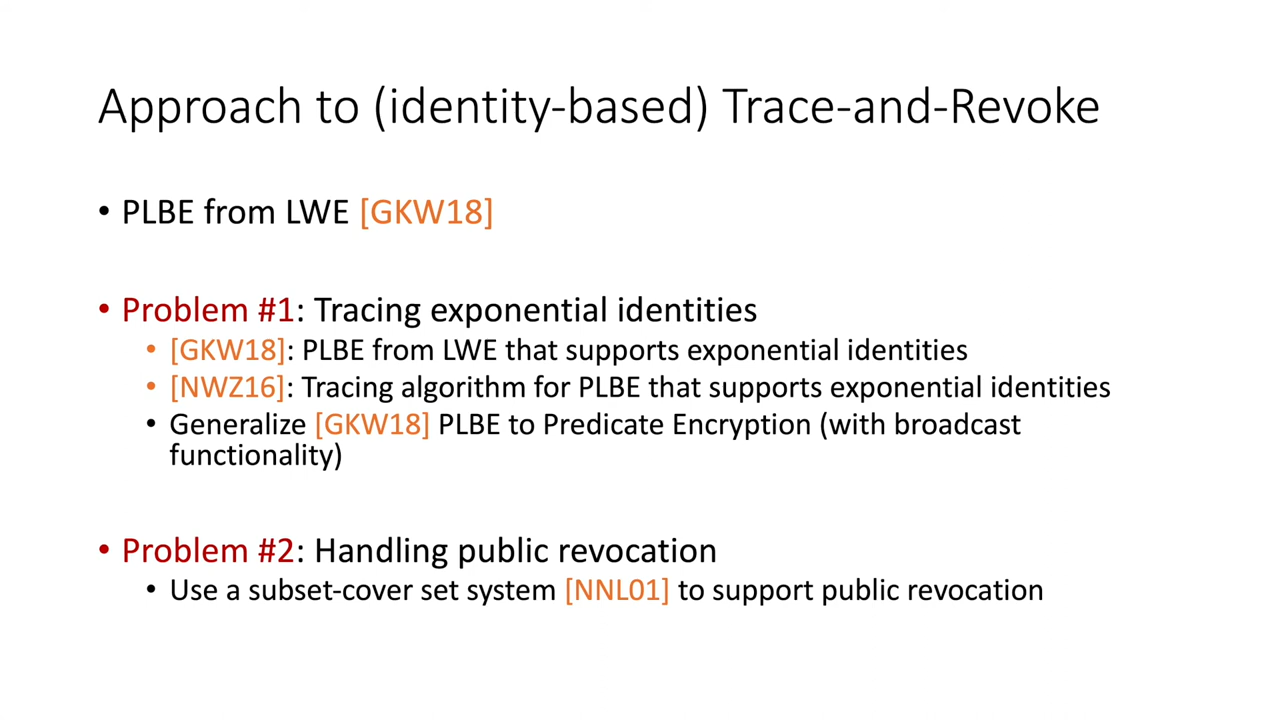 Approach to (identity-based) Trace-and-Revoke
• PLBE from LWE [GKW18]
• Problem #1: Tracing exponential identities
• [GKW18]: PLBE from LWE that supports exponential identities
• [NWZ16]: Tracing algorithm for PLBE that supports exponential identities
• Generalize [GKW18] PLBE to Predicate Encryption (with broadcast
functionality)
• Problem #2: Handling public revocation
• Use a subset-cover set system [NNL01] to support public revocation